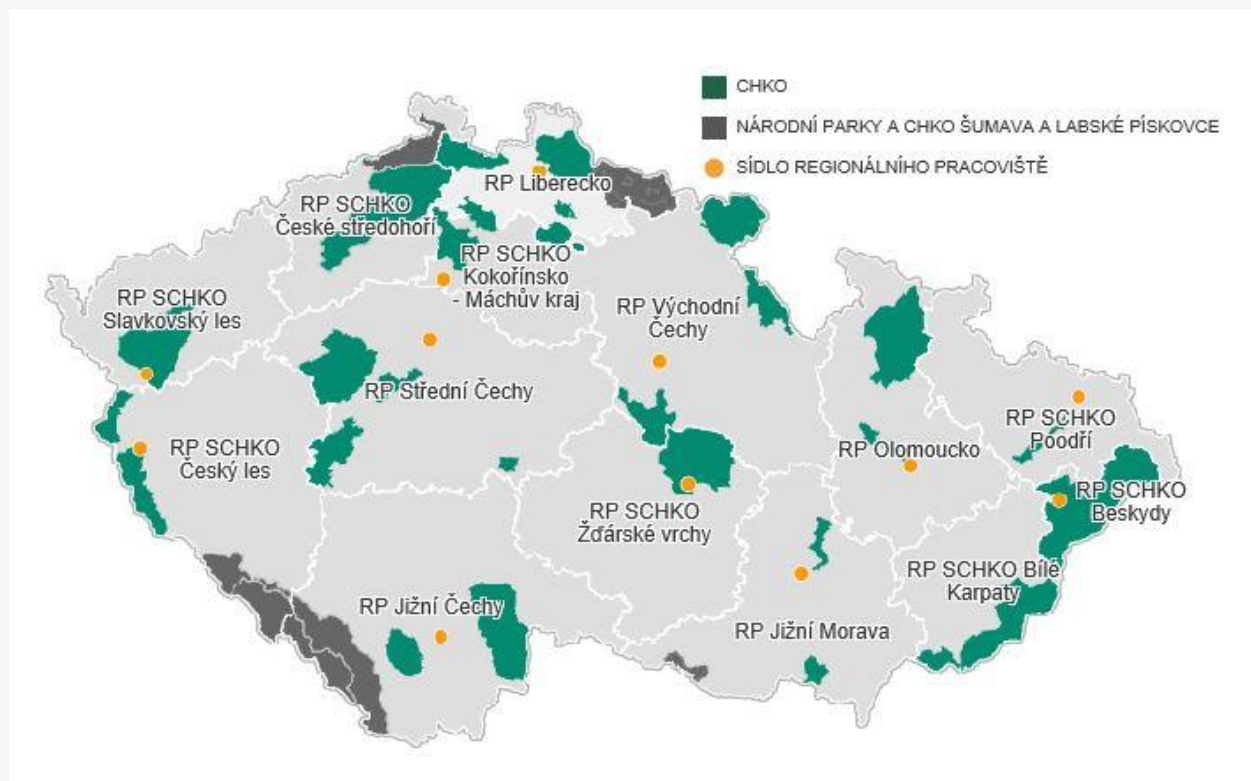 CHKO
NÁRODNÍ PARKY A CHKO ŠUMAVA A LABSKÉ PÍSKOVCE
SÍDLO REGIONÁLNÍHO PRACOVIŠTĚ
RP Liberecko
RP SCHKO
České středohoří
RP SCHKO
Kokořínsko
- Máchův kraj
RP SCHKO
Slavkovský les
RP Východní
Čechy
RP Střední Čechy
RP SCHKO
Poodří
RP SCHKO
Český les
RP Olomoucko
RP SCHKO
Beskydy
RP SCHKO
Žďárské vrchy
RP SCHKO Bílé
Karpaty
RP Jižní Čechy
RP Jižní Morava